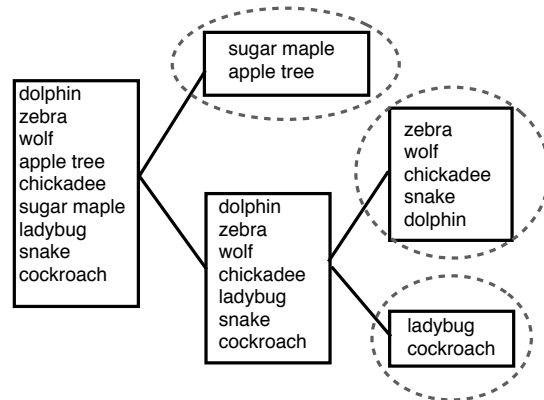 sugar maple
apple tree
dolphin
zebra
wolf
apple tree
chickadee
sugar maple
ladybug
snake
cockroach
zebra
wolf
chickadee
snake
dolphin
dolphin
zebra
wolf
chickadee
ladybug
snake
cockroach
ladybug
cockroach